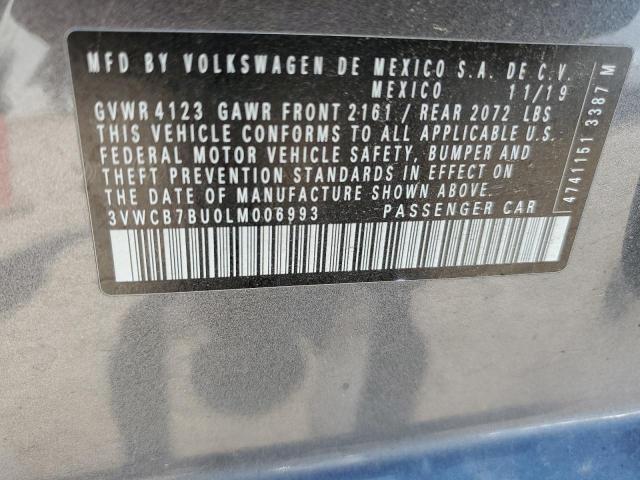 MFD BY VOLKSWAGEN DE MEXICO S.A. DE C.V.
MEXICO 11/19
GVWR 4123 GAWR FRONT 2161 / REAR 2072 LBS
THIS VEHICLE CONFORMS TO ALL APPLICABLE U.S.
FEDERAL MOTOR VEHICLE SAFETY, BUMPER AND
THEFT PREVENTION STANDARDS IN EFFECT ON
THE DATE OF MANUFACTURE SHOWN ABOVE.
3VWCB7BU0LM006993 PASSENGER CAR
4741151 3387 M